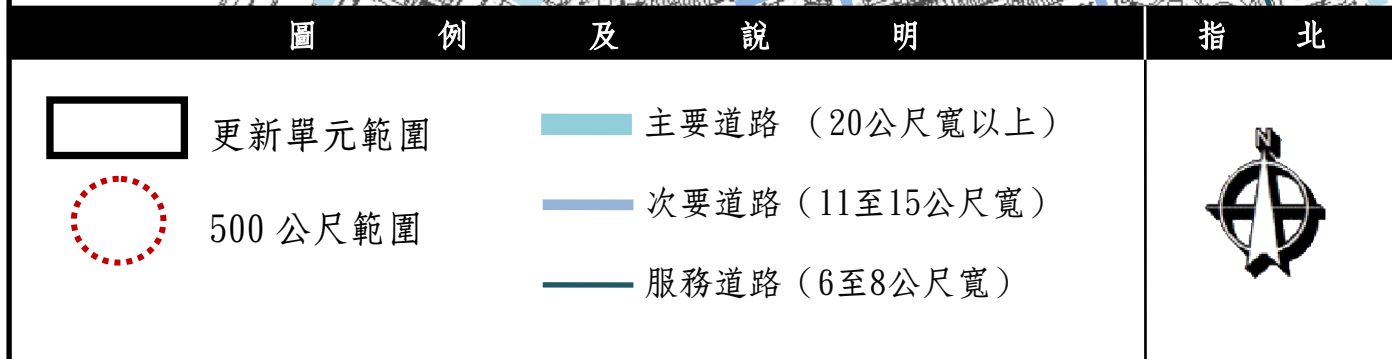 圖例及說明
指北
更新單元範圍
500 公尺範圍
主要道路 （20公尺寬以上）
次要道路（11至15公尺寬）
服務道路（6至8公尺寬）
N